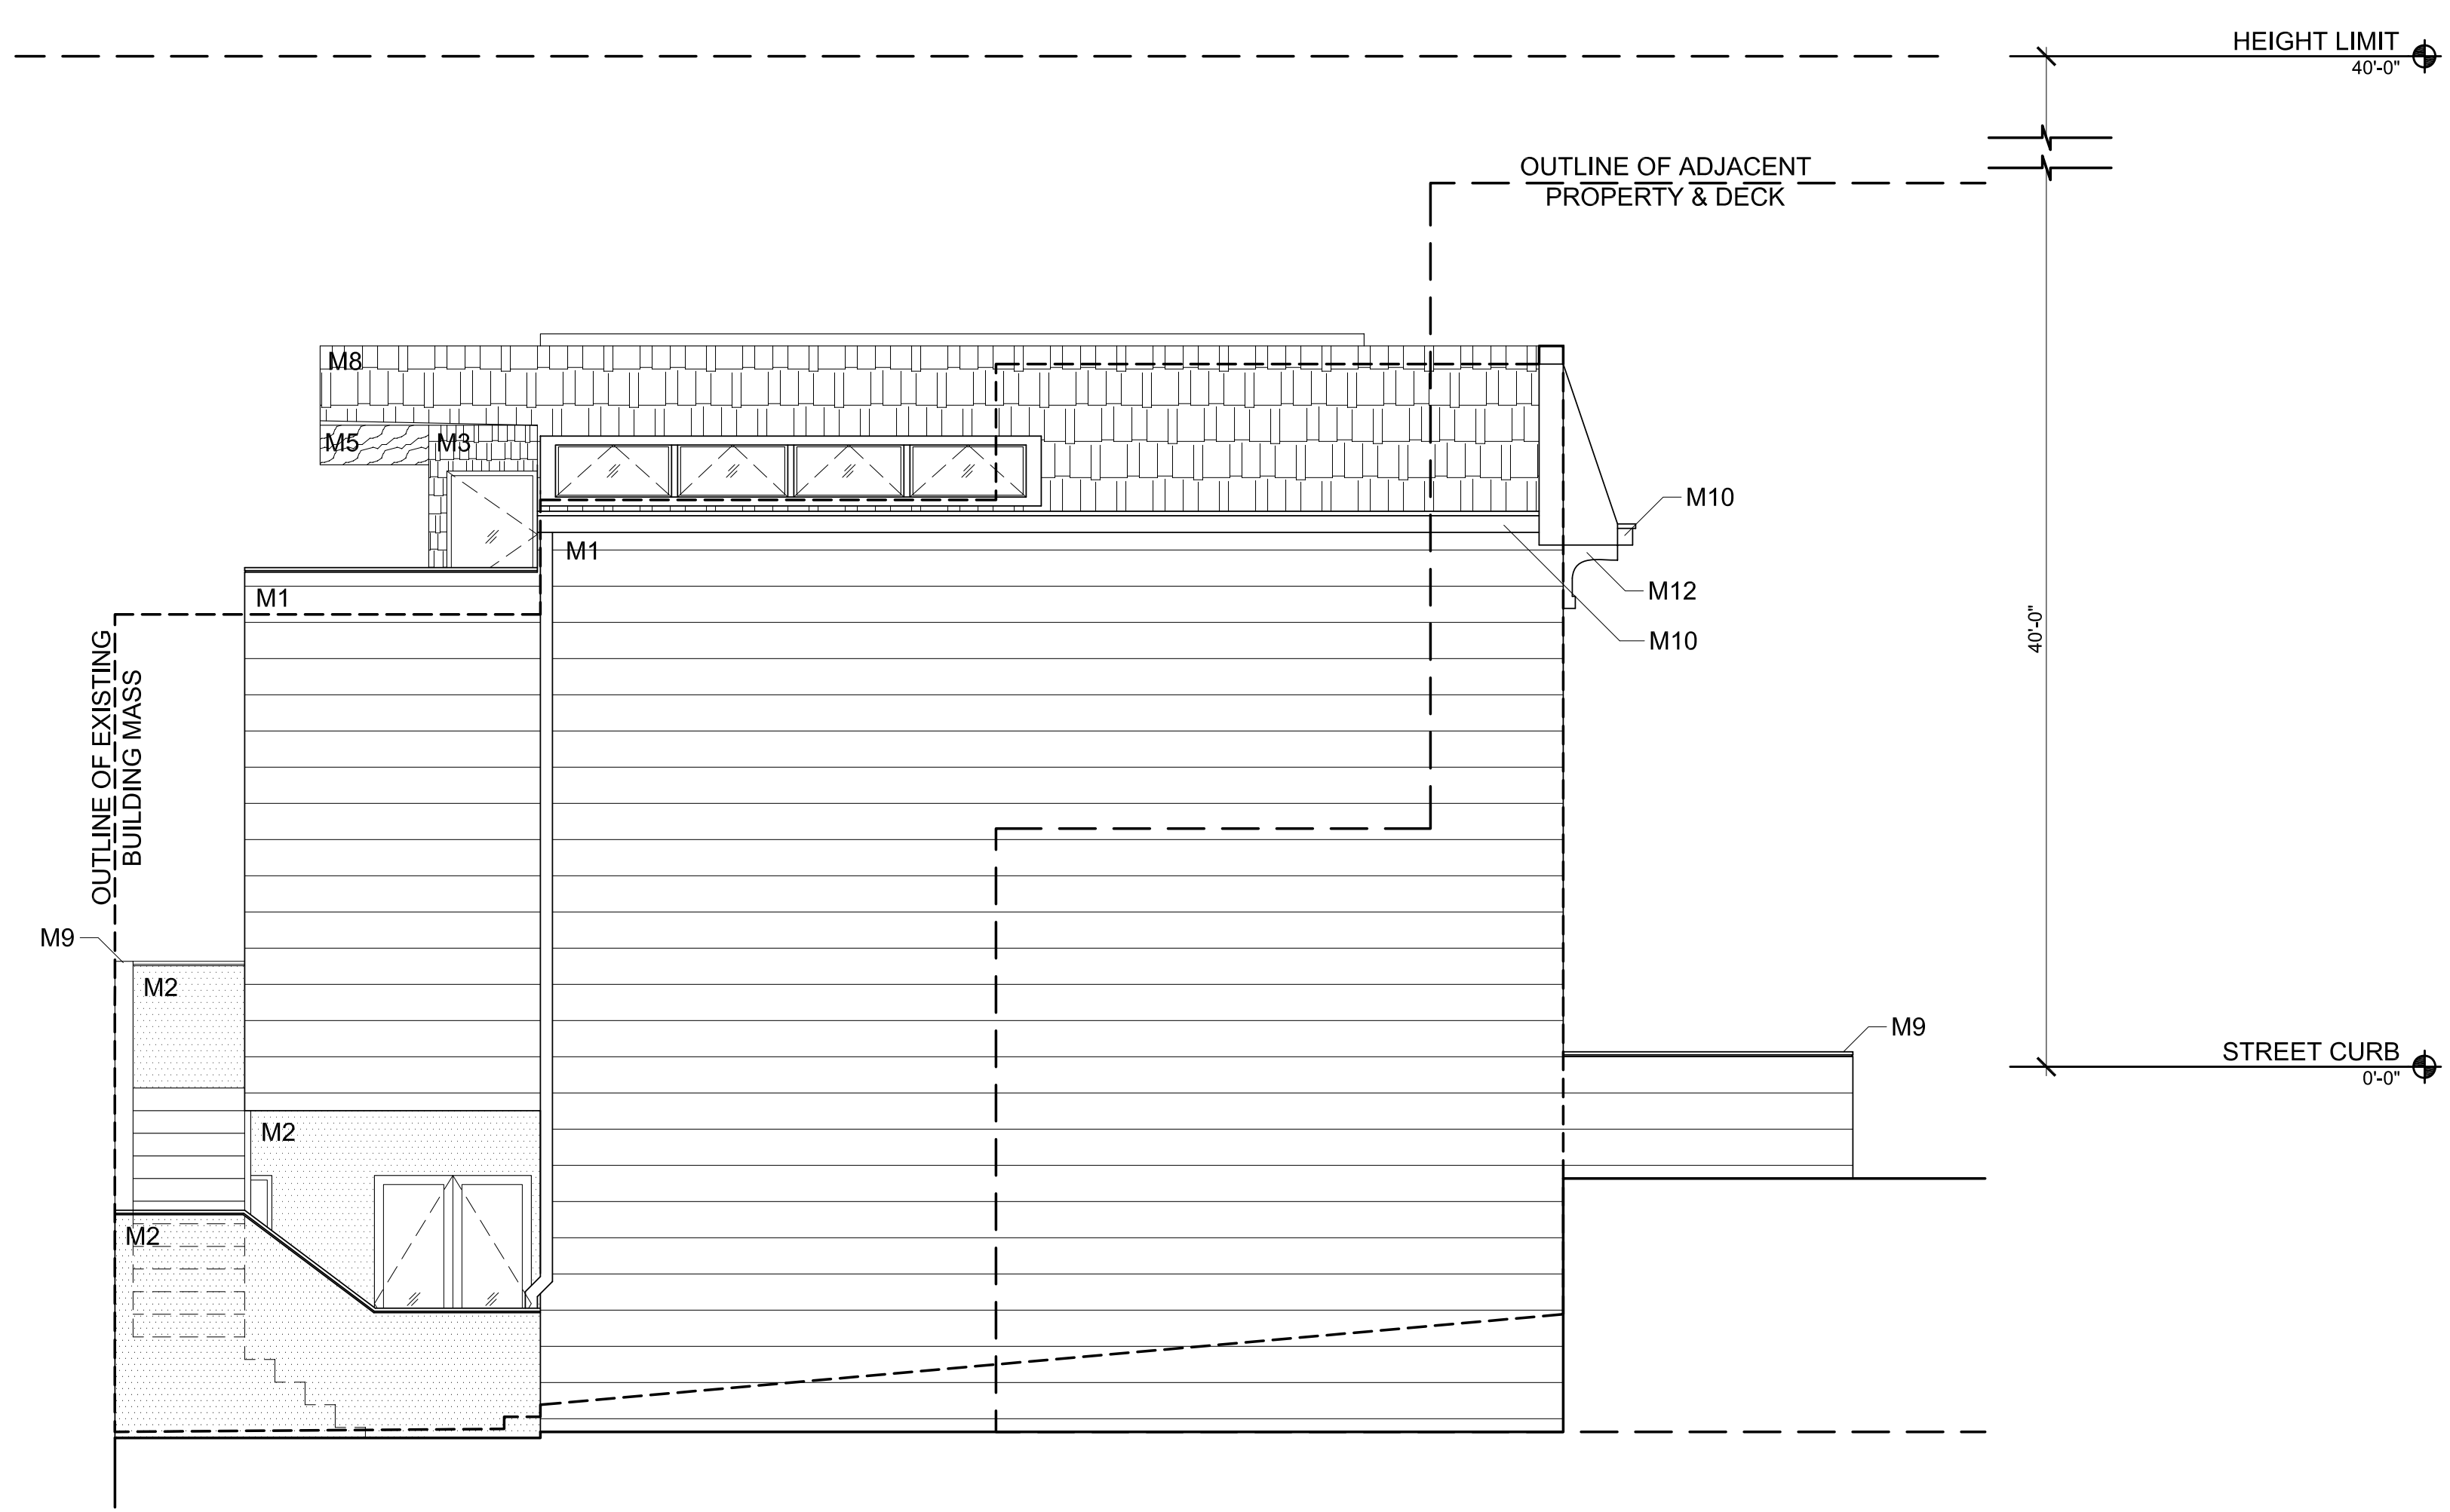 HEIGHT LIMIT
40'-0"
OUTLINE OF ADJACENT
PROPERTY & DECK
M8
M5
M3
M10
M1
M12
M1
M10
40'-0"
OUTLINE OF EXISTING
BUILDING MASS
M9
M2
M9
STREET CURB
0'-0"
M2
M2